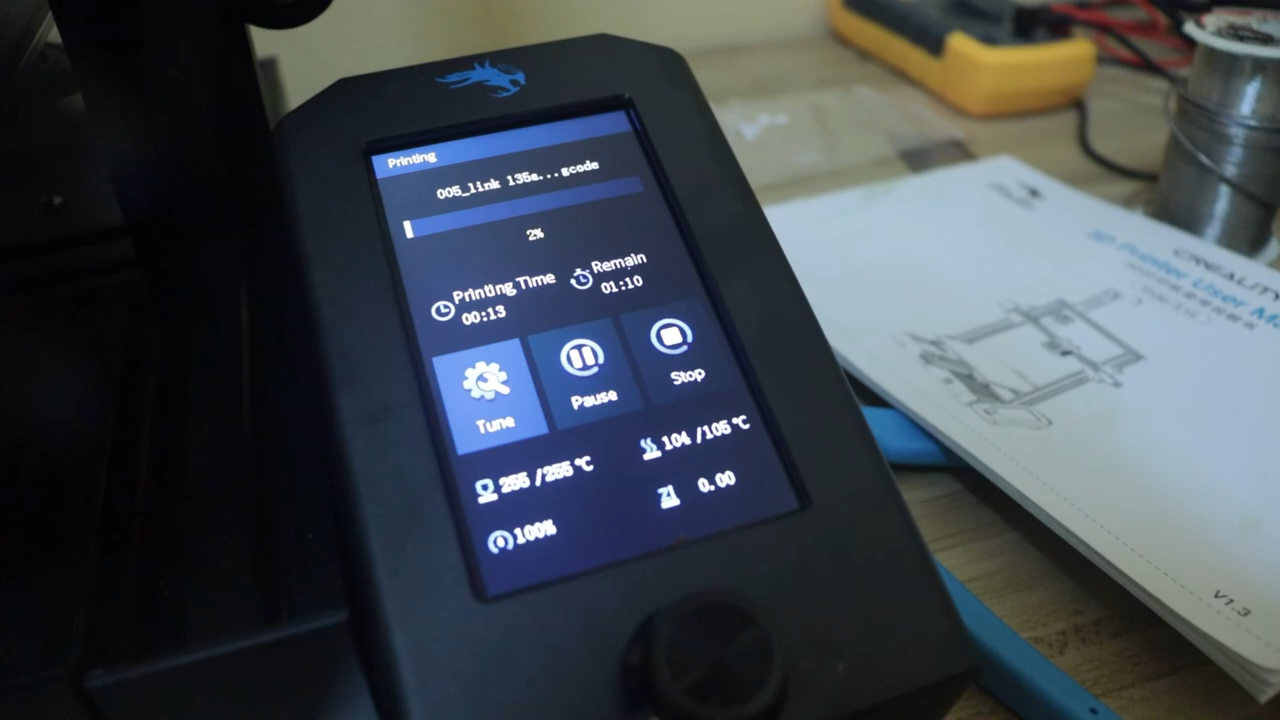 Printing
005_link 135a...gcode
2%
Printing Time
00:13
Remain
01:10
Tune
Pause
Stop
255 /255 ℃
104 /105 ℃
100%
0.00
CREALITY
3D Printer User Ma
V1.3